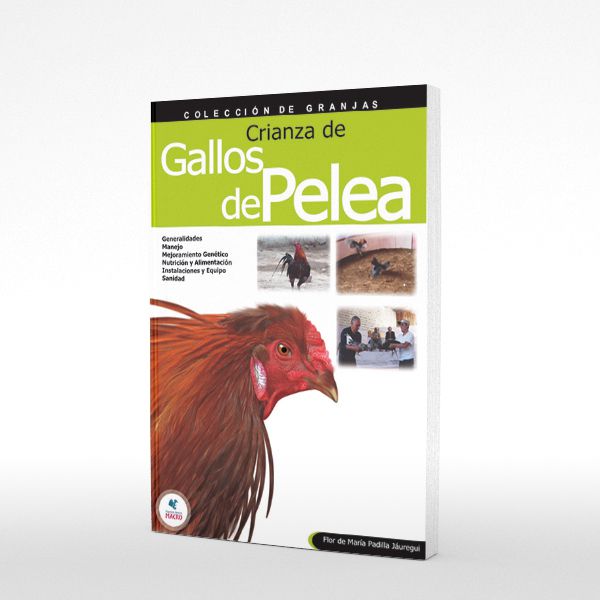 COLECCIÓN DE GRANJAS
Crianza de
Gallos
de Pelea
Generalidades
Manejo
Mejoramiento Genético
Nutrición y Alimentación
Instalaciones y Equipo
Sanidad
MACRO
Flor de María Padilla Jáuregui